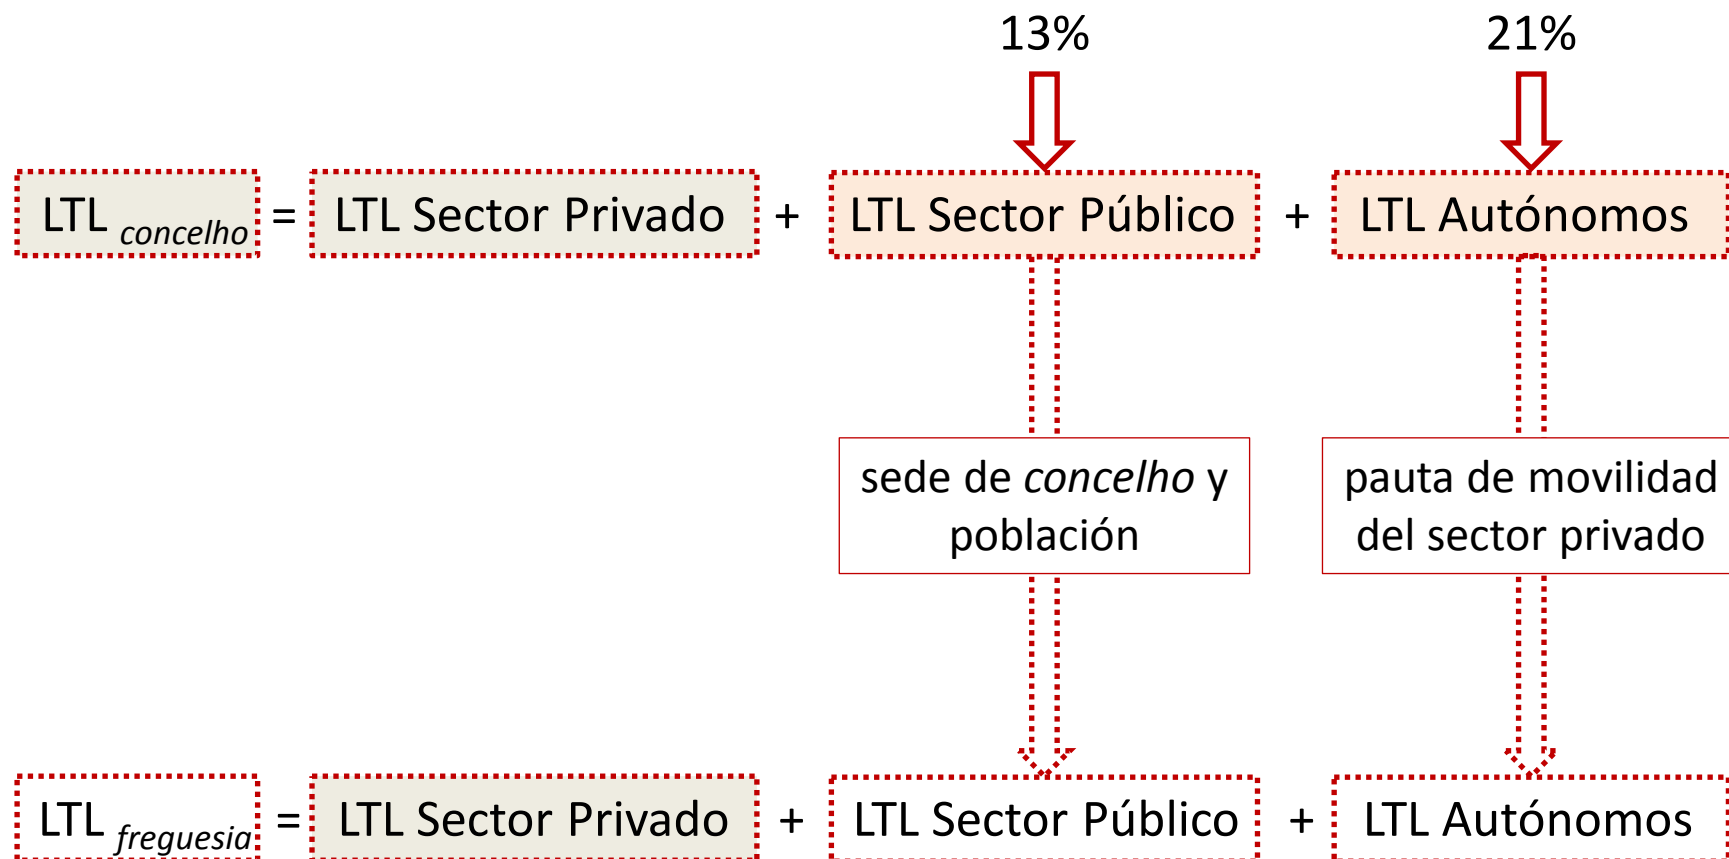 13% 21%
LTL concelho = LTL Sector Privado + LTL Sector Público + LTL Autónomos
sede de concelho y
población
pauta de movilidad
del sector privado
LTL freguesia = LTL Sector Privado + LTL Sector Público + LTL Autónomos